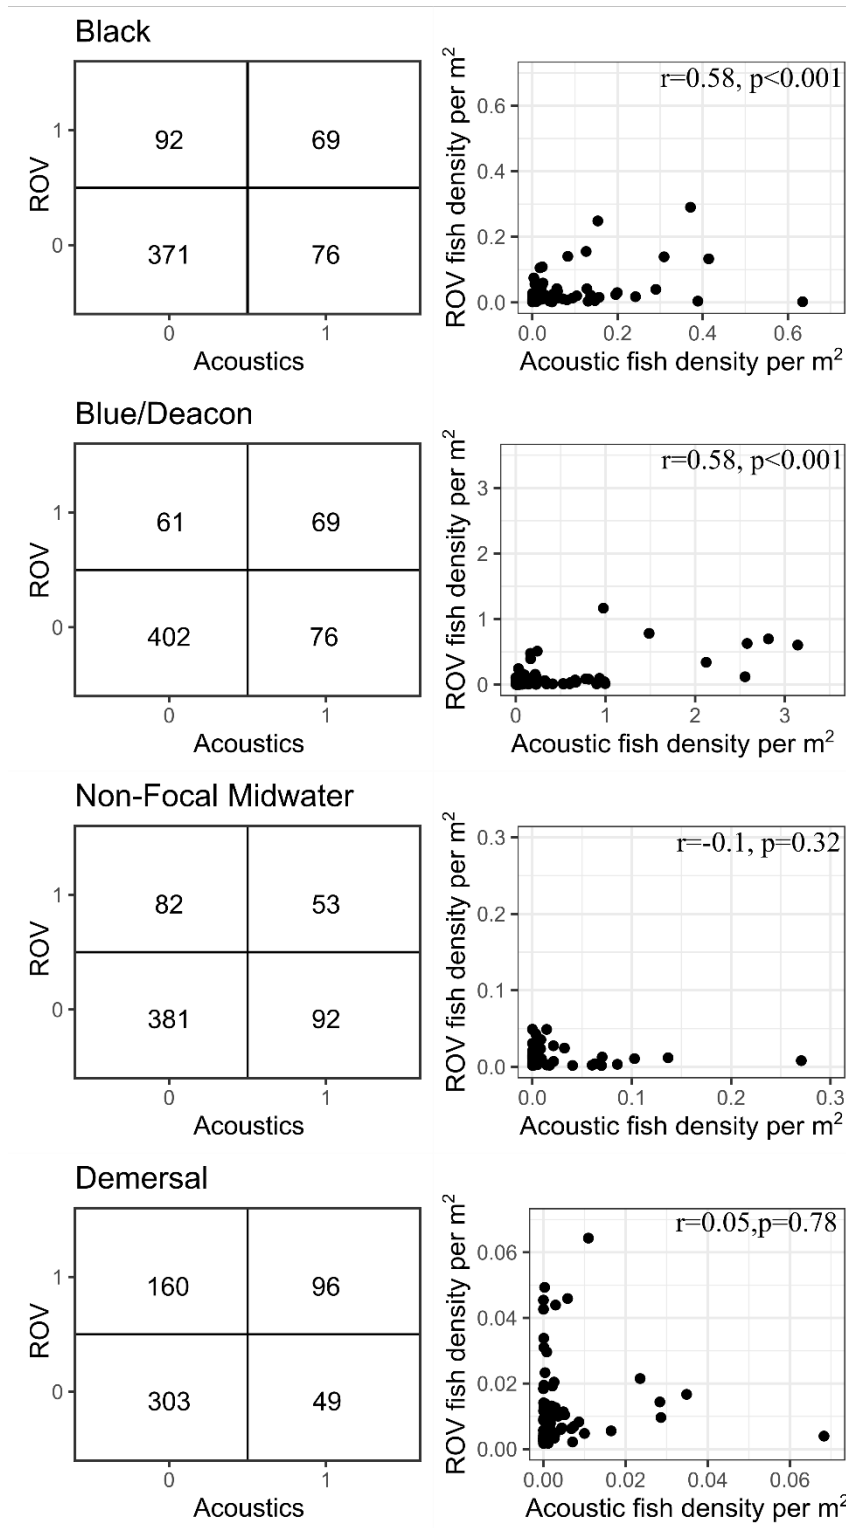 Black
1
92
69
ROV
0
371
76
0
1
Acoustics
r=0.58, p<0.001
ROV fish density per m²
0.6
0.4
0.2
0.0
0.0
0.2
0.4
0.6
Acoustic fish density per m²
Blue/Deacon
1
61
69
ROV
0
402
76
0
1
Acoustics
r=0.58, p<0.001
ROV fish density per m²
3
2
1
0
0
1
2
3
Acoustic fish density per m²
Non-Focal Midwater
1
82
53
ROV
0
381
92
0
1
Acoustics
r=-0.1, p=0.32
ROV fish density per m²
0.3
0.2
0.1
0.0
0.0
0.1
0.2
0.3
Acoustic fish density per m²
Demersal
1
160
96
ROV
0
303
49
0
1
Acoustics
r=0.05,p=0.78
ROV fish density per m²
0.06
0.04
0.02
0.00
0.00
0.02
0.04
0.06
Acoustic fish density per m²